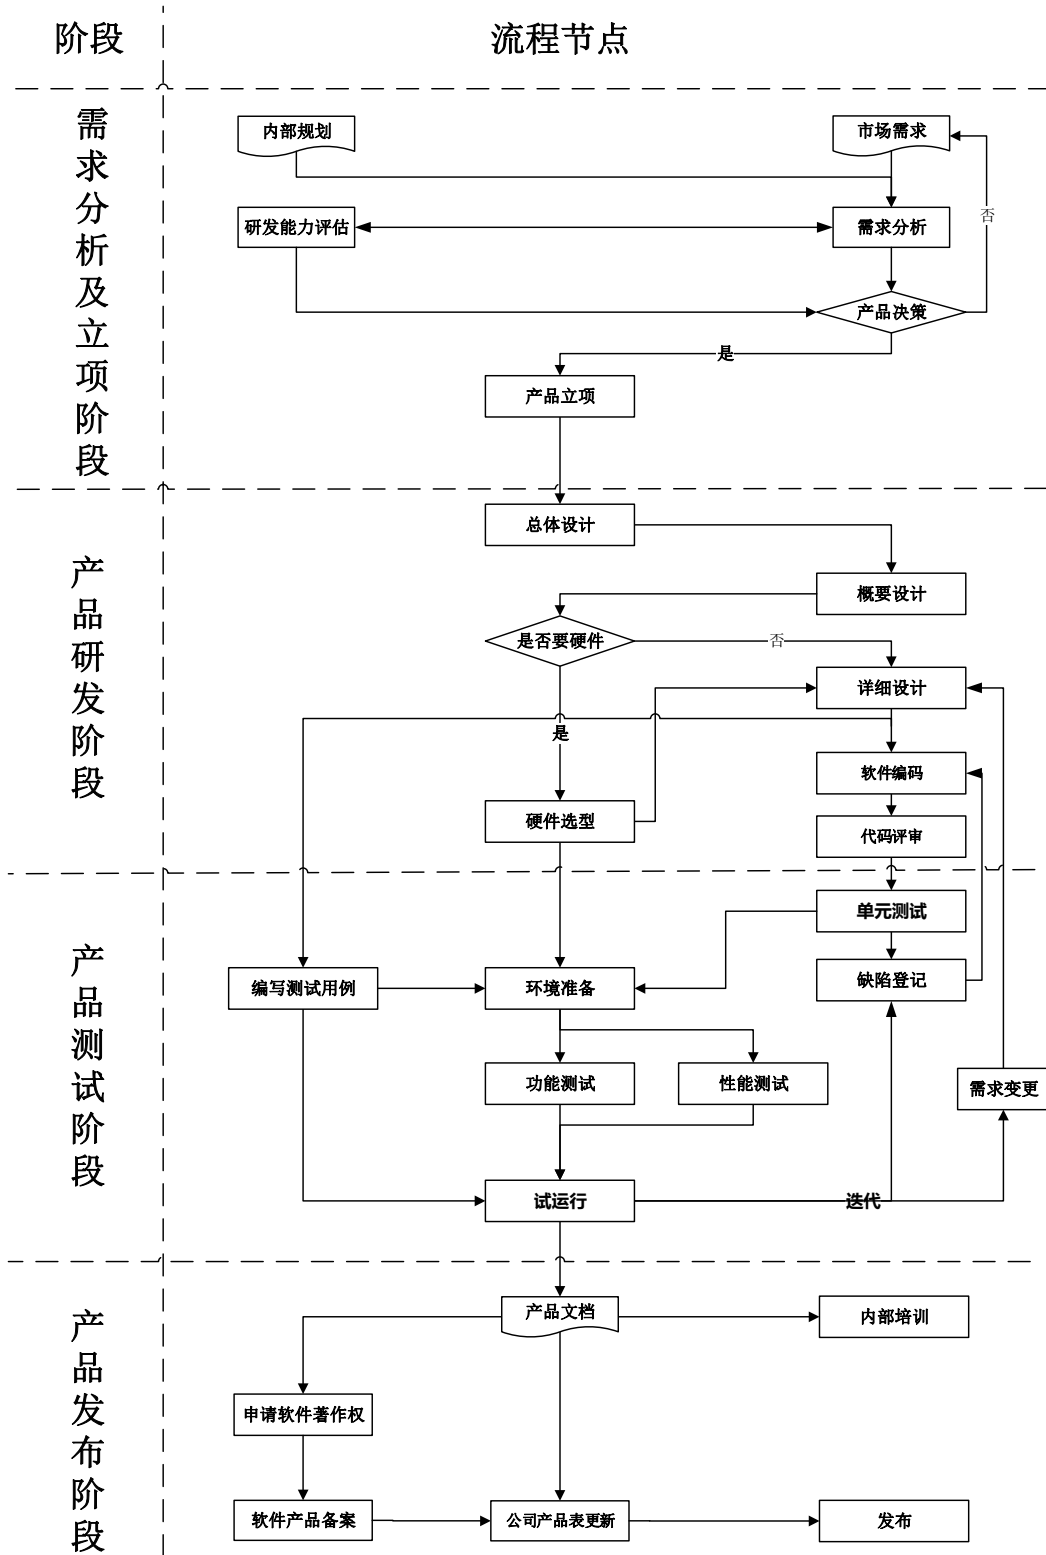 阶段
流程节点
需求分析及立项阶段
内部规划
市场需求
否
研发能力评估
需求分析
产品决策
是
产品立项
产品研发阶段
总体设计
概要设计
是否要硬件
否
详细设计
是
软件编码
硬件选型
代码评审
产品测试阶段
单元测试
编写测试用例
环境准备
缺陷登记
功能测试
性能测试
需求变更
试运行
迭代
产品发布阶段
产品文档
内部培训
申请软件著作权
软件产品备案
公司产品表更新
发布